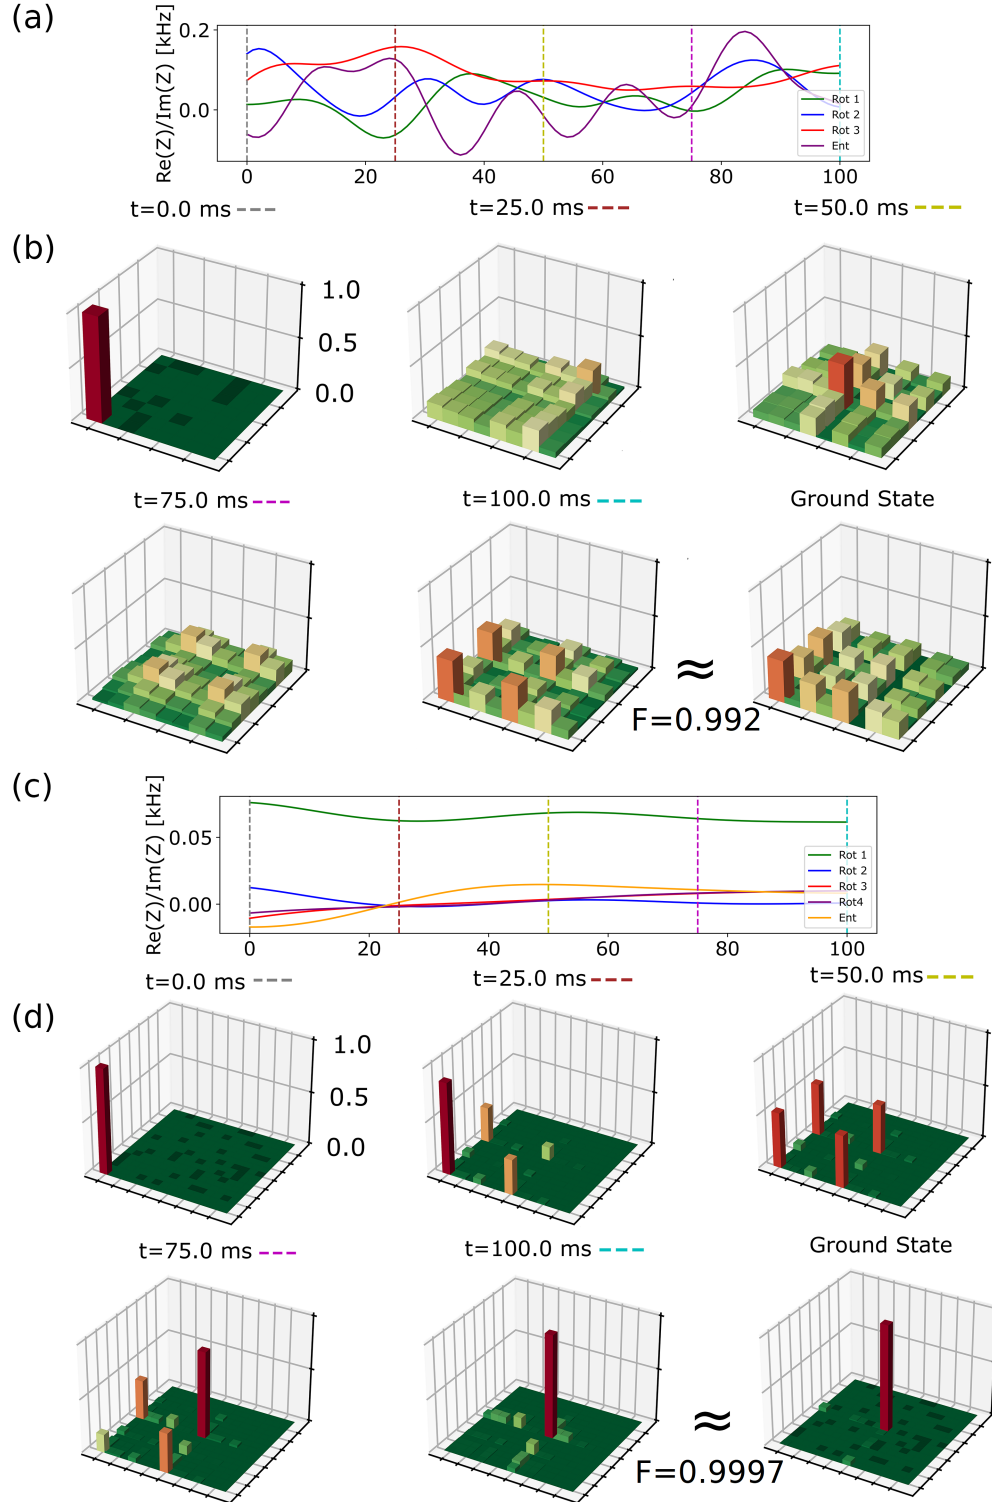 (a)
Re(Z)/Im(Z) [kHz]
0.2
0.0
Rot 1
Rot 2
Rot 3
Ent
0 20 40 60 80 100
t=0.0 ms t=25.0 ms t=50.0 ms
(b)
1.0
0.5
0.0
t=75.0 ms t=100.0 ms Ground State
≈
F=0.992
(c)
Re(Z)/Im(Z) [kHz]
0.05
0.00
Rot 1
Rot 2
Rot 3
Rot4
Ent
0 20 40 60 80 100
t=0.0 ms t=25.0 ms t=50.0 ms
(d)
1.0
0.5
0.0
t=75.0 ms t=100.0 ms Ground State
≈
F=0.9997